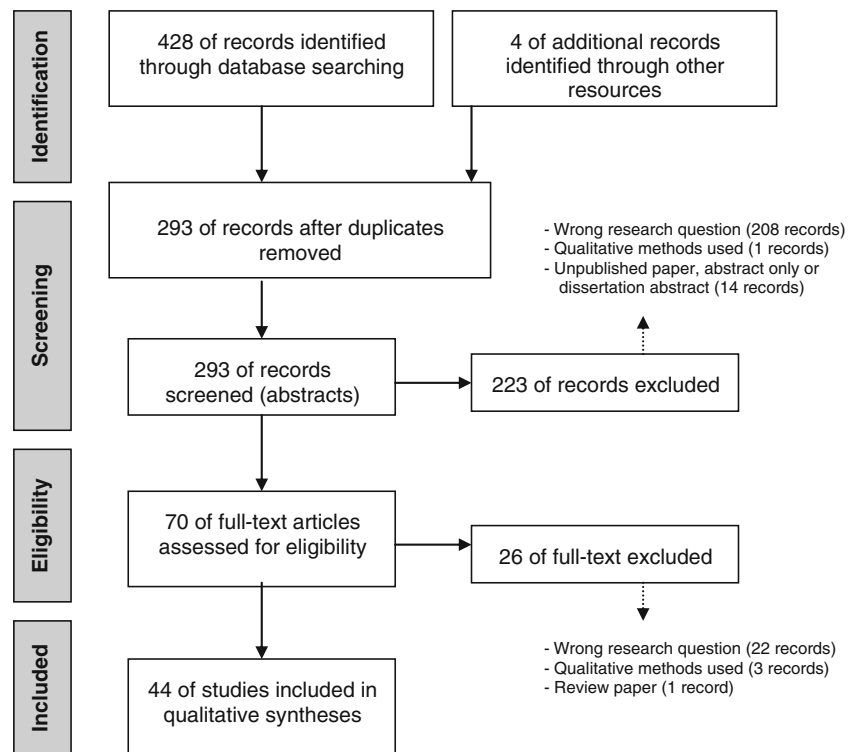 Identification
428 of records identified
through database searching
4 of additional records
identified through other
resources
Screening
293 of records after duplicates
removed
- Wrong research question (208 records)
- Qualitative methods used (1 records)
- Unpublished paper, abstract only or
dissertation abstract (14 records)
293 of records
screened (abstracts)
223 of records excluded
Eligibility
70 of full-text articles
assessed for eligibility
26 of full-text excluded
- Wrong research question (22 records)
- Qualitative methods used (3 records)
- Review paper (1 record)
Included
44 of studies included in
qualitative syntheses